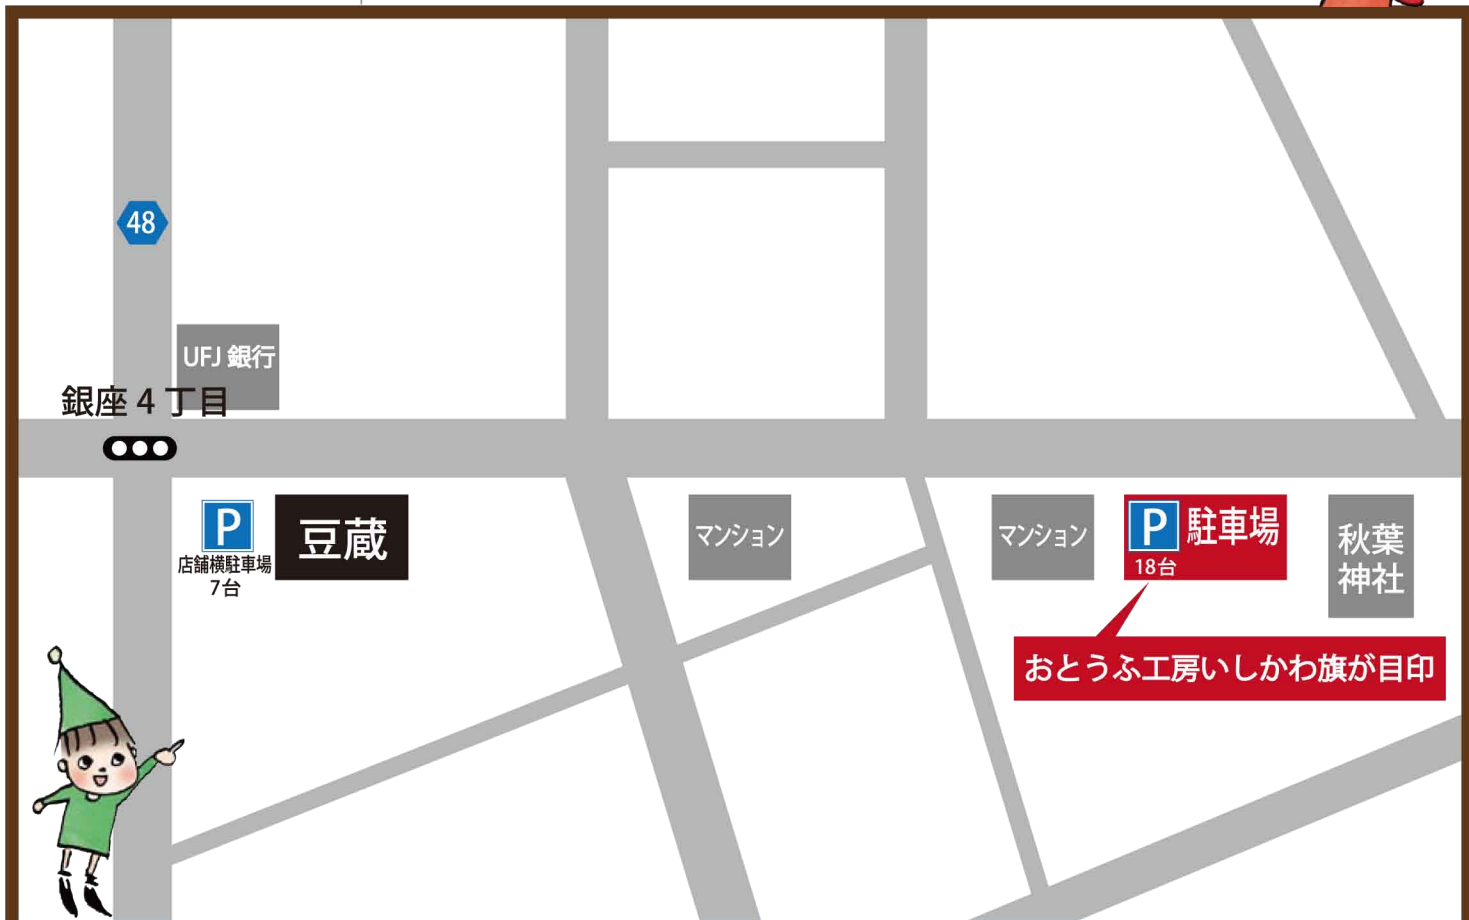 48
UFJ 銀行
銀座 4 丁目
P
店舗横駐車場
7台
豆蔵
マンション
マンション
P 駐車場
18台
秋葉
神社
おとうふ工房いしかわ旗が目印